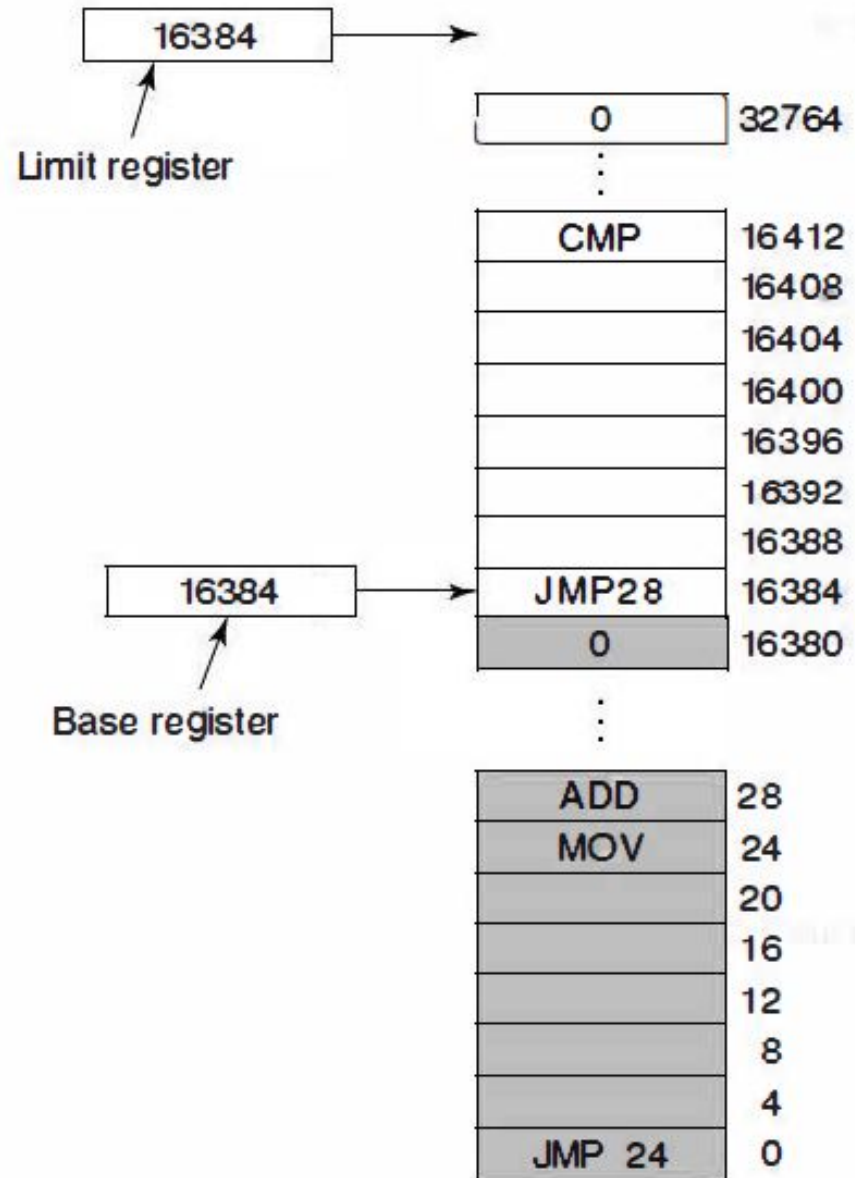 16384
0 32764
Limit register
CMP 16412
16408
16404
16400
16396
16392
16388
16384 JMP28 16384
0 16380
Base register
ADD 28
MOV 24
20
16
12
8
4
JMP 24 0